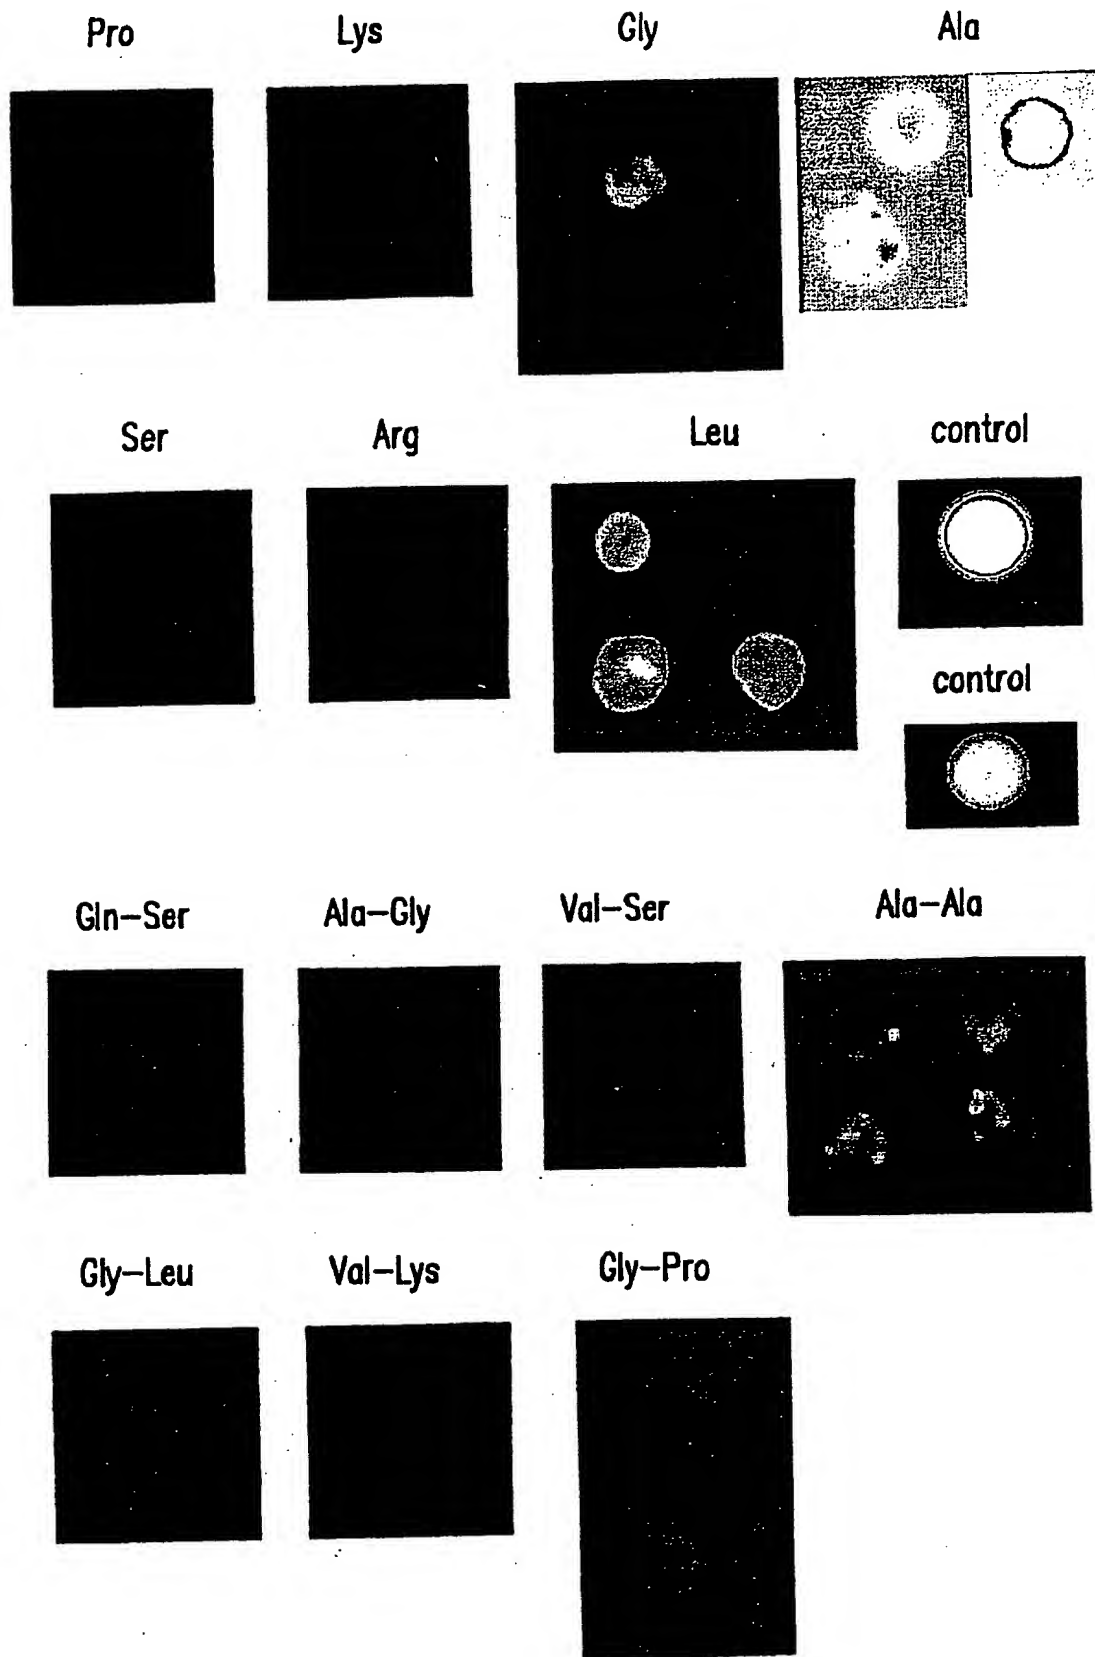 Pro Lys Gly Ala
Ser Arg Leu control
control
Gln-Ser Ala-Gly Val-Ser Ala-Ala
Gly-Leu Val-Lys Gly-Pro